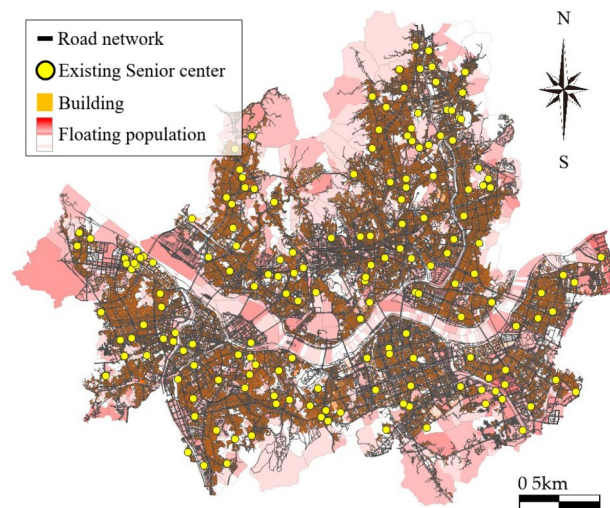 Road network
Existing Senior center
Building
Floating population
N
S
0 5km